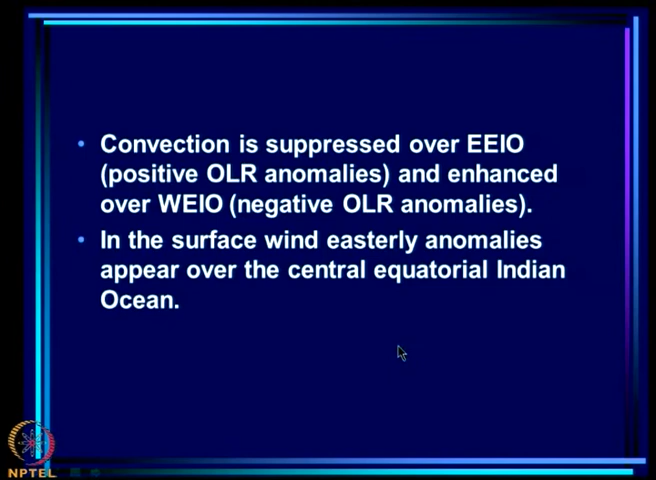 • Convection is suppressed over EEIO
(positive OLR anomalies) and enhanced
over WEIO (negative OLR anomalies).
• In the surface wind easterly anomalies
appear over the central equatorial Indian
Ocean.
NPTEL